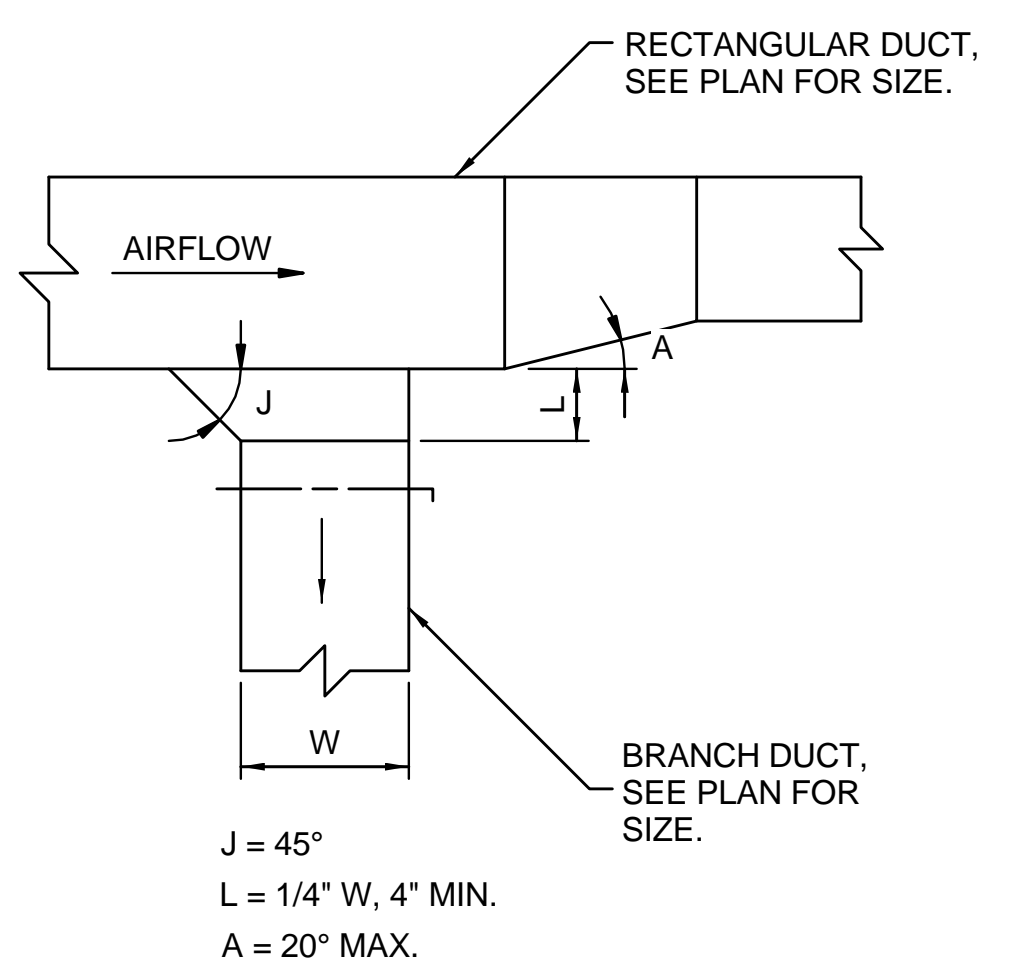 RECTANGULAR DUCT,
SEE PLAN FOR SIZE.
AIRFLOW
A
J
L
W
BRANCH DUCT,
SEE PLAN FOR
SIZE.
J = 45°
L = 1/4" W, 4" MIN.
A = 20° MAX.